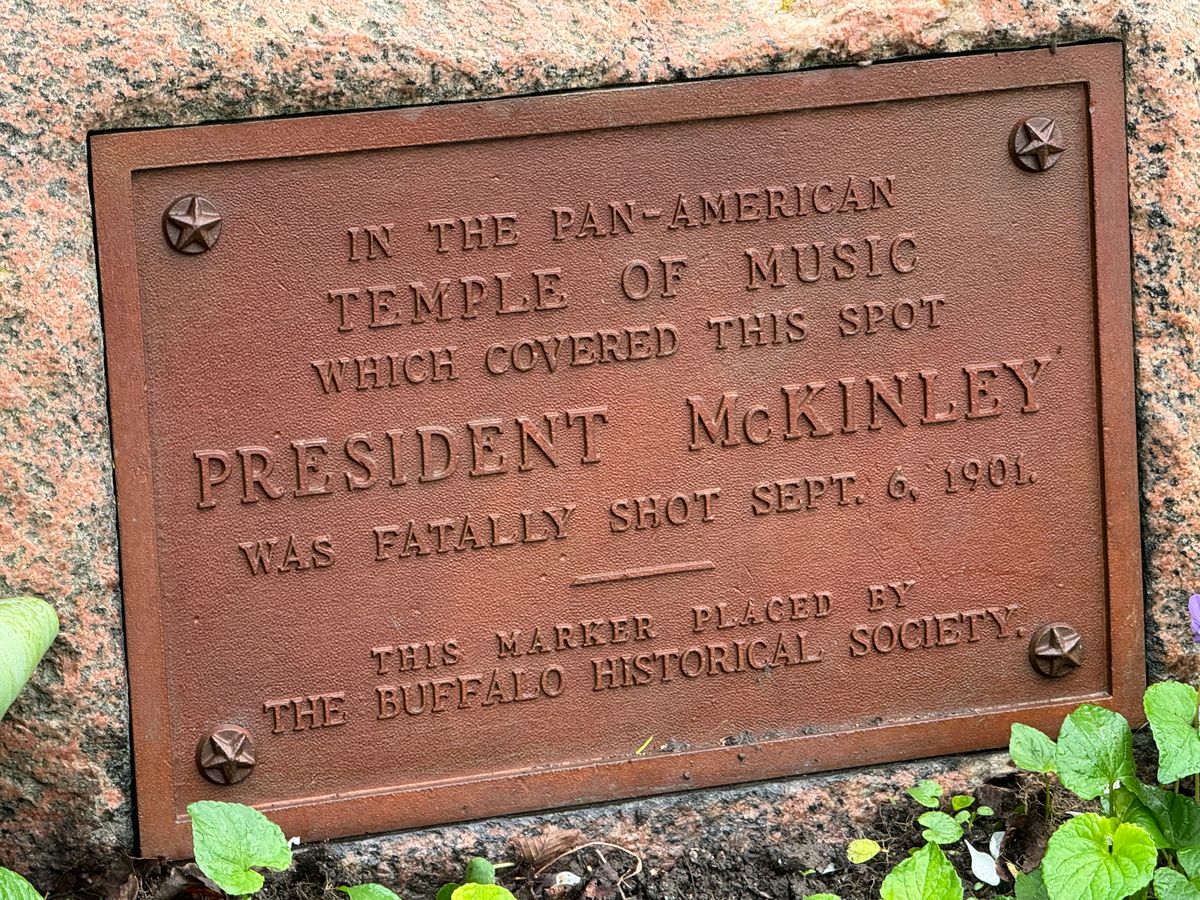 IN THE PAN-AMERICAN
TEMPLE OF MUSIC
WHICH COVERED THIS SPOT
PRESIDENT McKINLEY
WAS FATALLY SHOT SEPT. 6, 1901.
THIS MARKER PLACED BY
THE BUFFALO HISTORICAL SOCIETY.